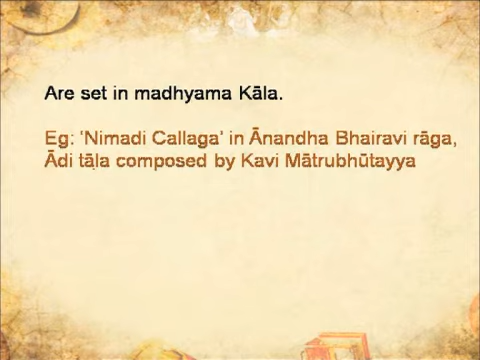 Are set in madhyama Kāla.
Eg: 'Nimadi Callaga' in Ānandha Bhairavi rāga,
Ādi tāḷa composed by Kavi Mātrubhūtayya